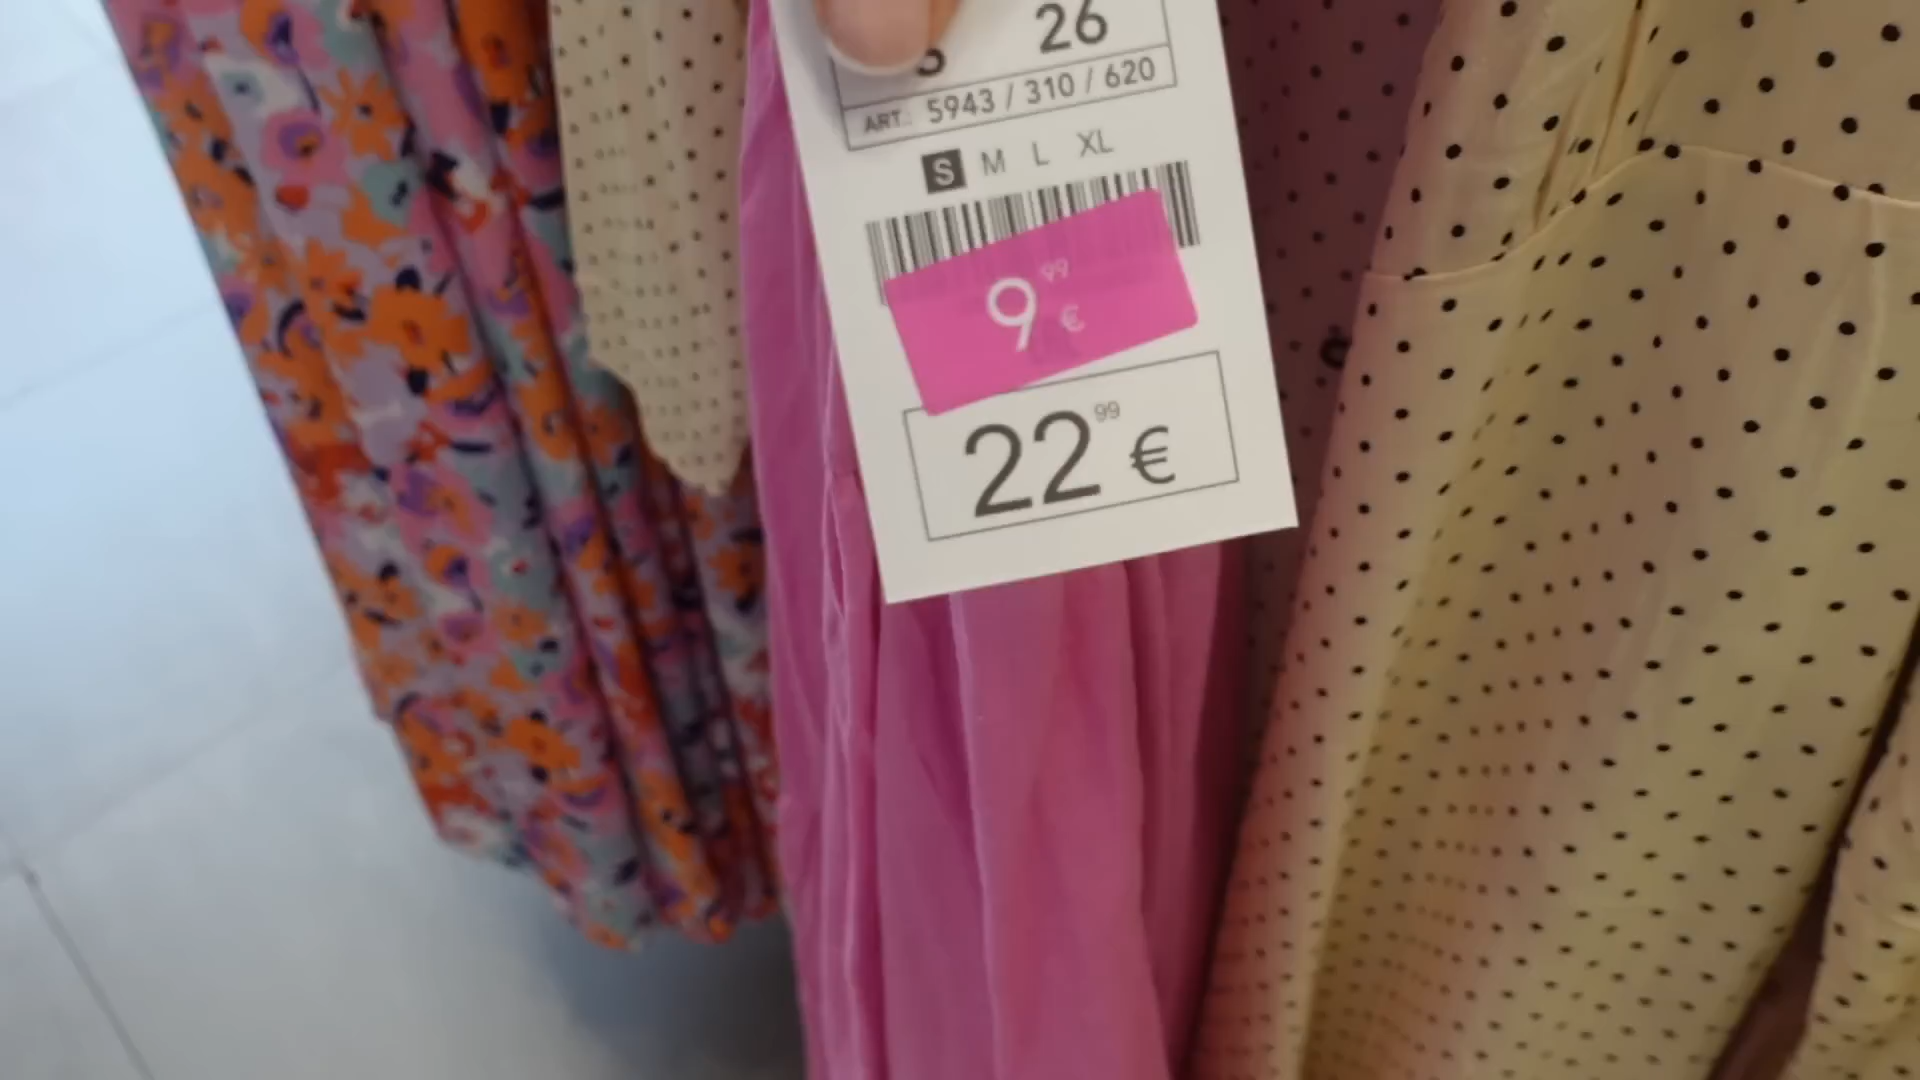 26
ART.: 5943 / 310 / 620
S M L XL
9 99 €
22 99 €